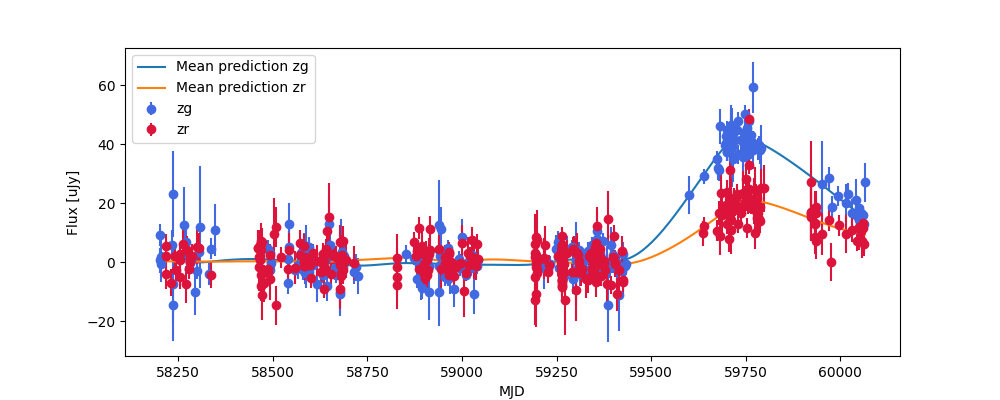 Mean prediction zg
Mean prediction zr
zg
zr
Flux [uJy]
60
40
20
0
−20
58250 58500 58750 59000 59250 59500 59750 60000
MJD